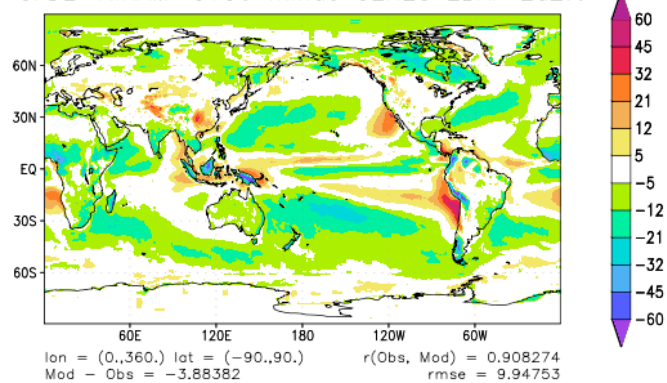 60
45
32
21
12
5
−5
−12
−21
−32
−45
−60
60N
30N
EQ
30S
60S
60E
120E
180
120W
60W
lon = (0.,360.) lat = (−90.,90.)
r(Obs, Mod) = 0.908274
Mod − Obs = −3.88382
rmse = 9.94753